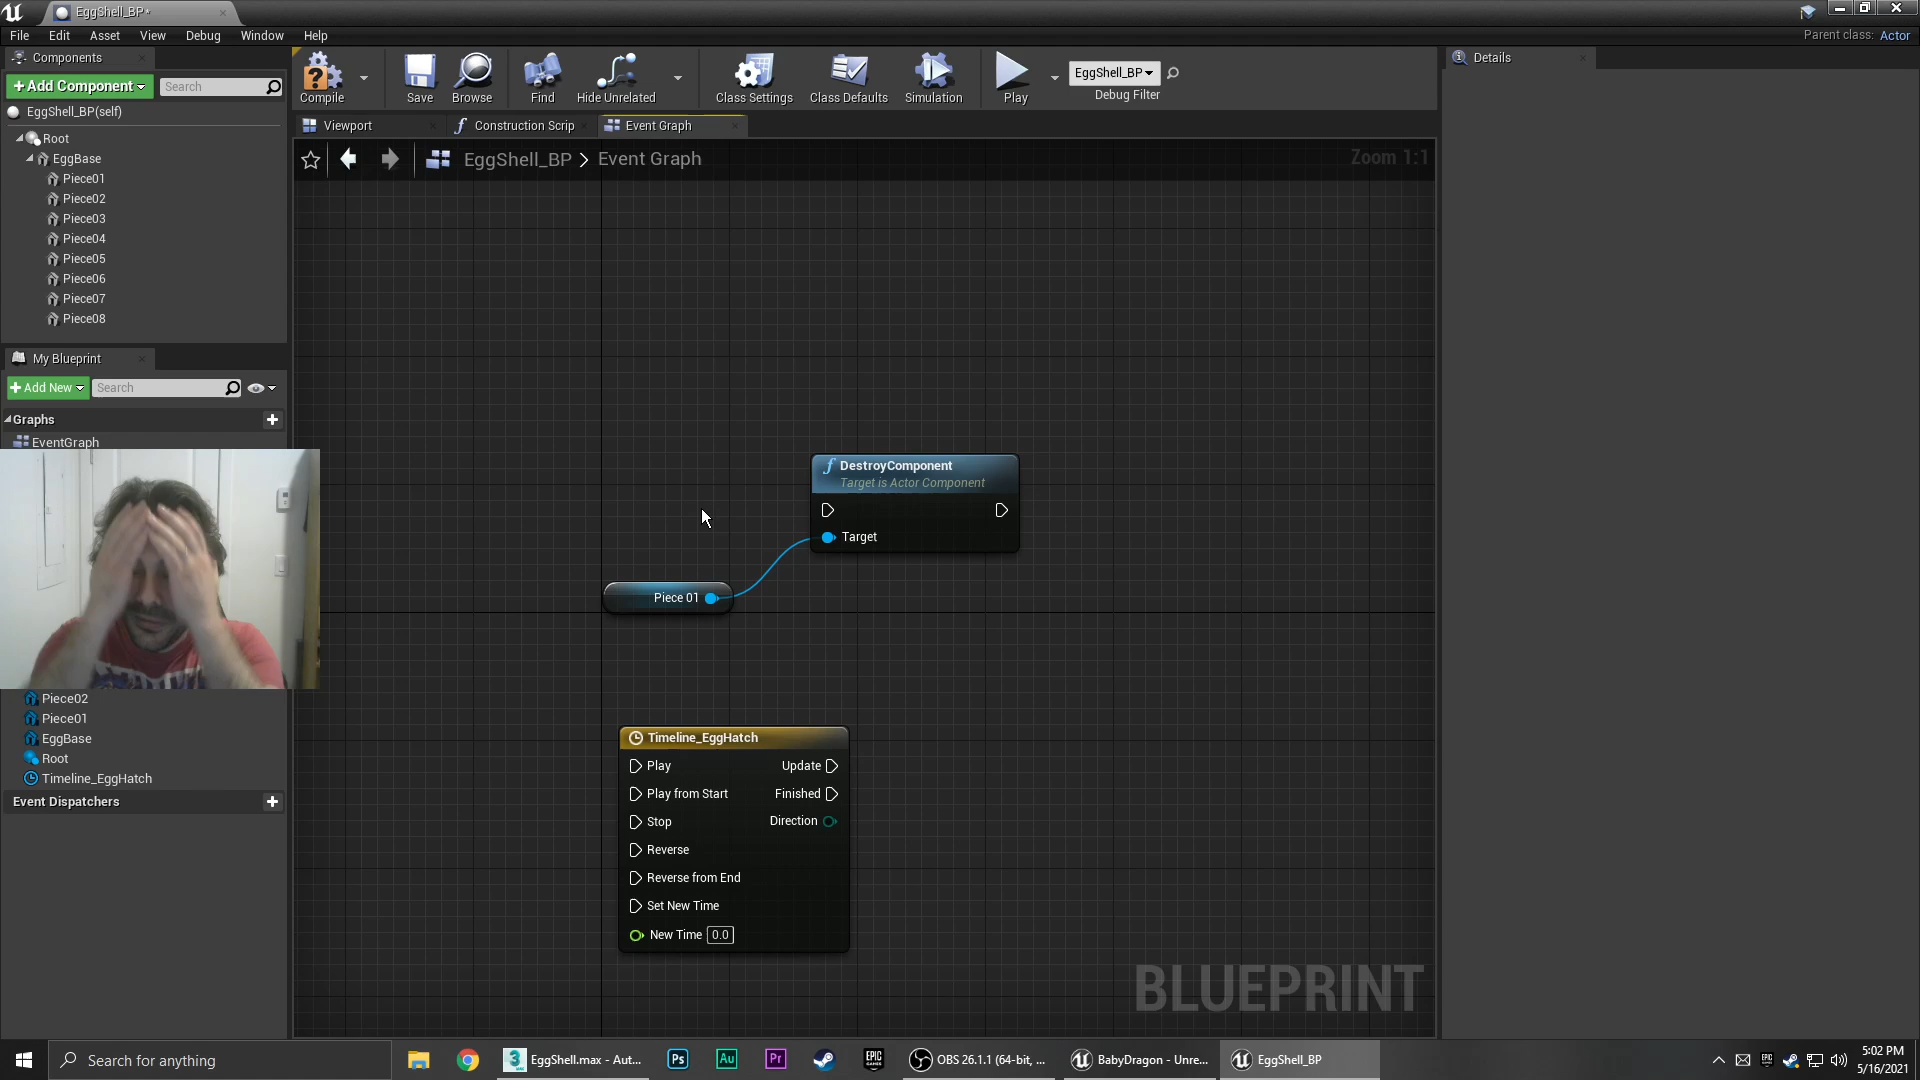 EggShell_BP*
File Edit Asset View Debug Window Help
Parent class: Actor
Components
+Add Component
Search
EggShell_BP(self)
Root
EggBase
Piece01
Piece02
Piece03
Piece04
Piece05
Piece06
Piece07
Piece08
My Blueprint
+Add New
Search
Graphs
EventGraph
Piece02
Piece01
EggBase
Root
Timeline_EggHatch
Event Dispatchers
Compile
Save
Browse
Find
Hide Unrelated
Class Settings
Class Defaults
Simulation
Play
EggShell_BP
Debug Filter
Viewport
Construction Scrip
Event Graph
EggShell_BP > Event Graph
Zoom 1:1
DestroyComponent
Target is Actor Component
Target
Piece 01
Timeline_EggHatch
Play Update
Play from Start Finished
Stop Direction
Reverse
Reverse from End
Set New Time
New Time 0.0
BLUEPRINT
Details
Search for anything
EggShell.max - Aut...
Ps
Au
Pr
EPIC GAMES
OBS 26.1.1 (64-bit, ...
BabyDragon - Unre...
EggShell_BP
5:02 PM
5/16/2021